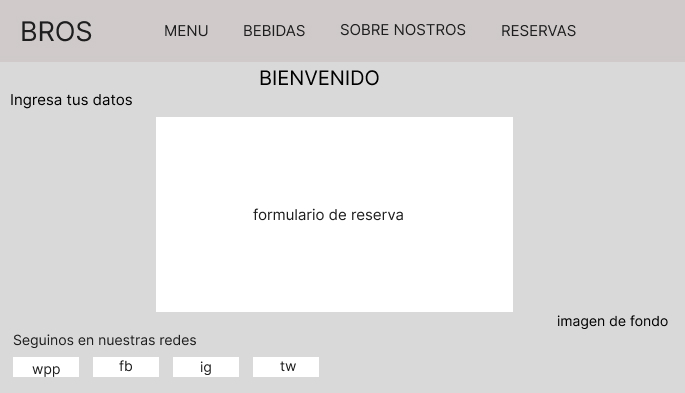 BROS
MENU
BEBIDAS
SOBRE NOSTROS
RESERVAS
BIENVENIDO
Ingresa tus datos
formulario de reserva
imagen de fondo
Seguinos en nuestras redes
wpp
fb
ig
tw